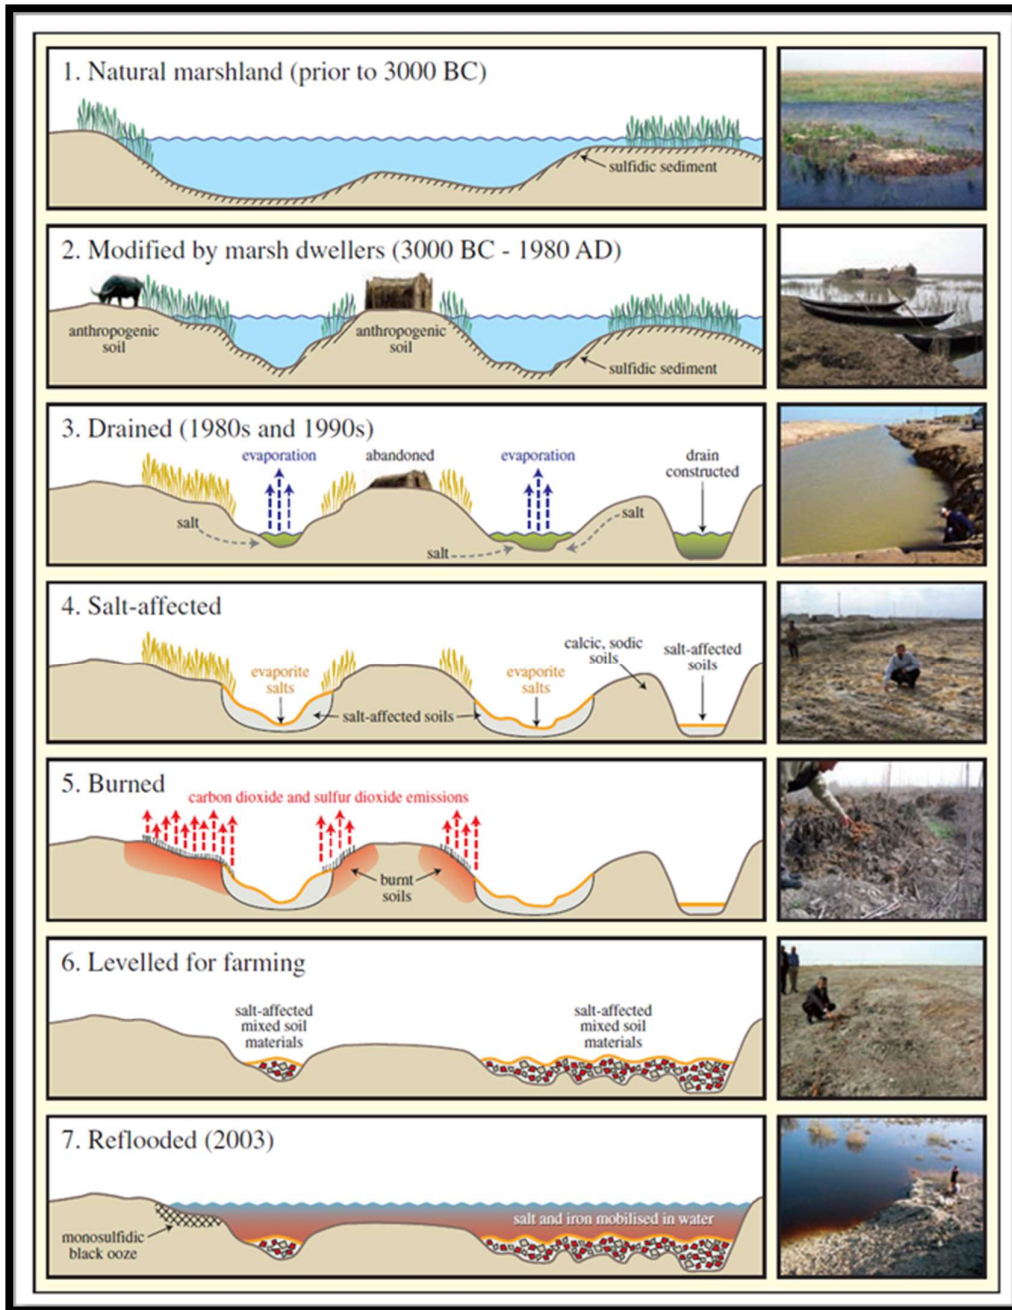 1. Natural marshland (prior to 3000 BC)
sulfidic sediment
2. Modified by marsh dwellers (3000 BC - 1980 AD)
anthropogenic
soil
anthropogenic
soil
sulfidic sediment
3. Drained (1980s and 1990s)
evaporation
abandoned
evaporation
drain
constructed
salt
salt
salt
4. Salt-affected
evaporite
salts
evaporite
salts
calcic, sodic
soils
salt-affected
soils
salt-affected soils
5. Burned
carbon dioxide and sulfur dioxide emissions
burnt
soils
6. Levelled for farming
salt-affected
mixed soil
materials
salt-affected
mixed soil
materials
7. Reflooded (2003)
salt and iron mobilised in water
monosulfidic
black ooze